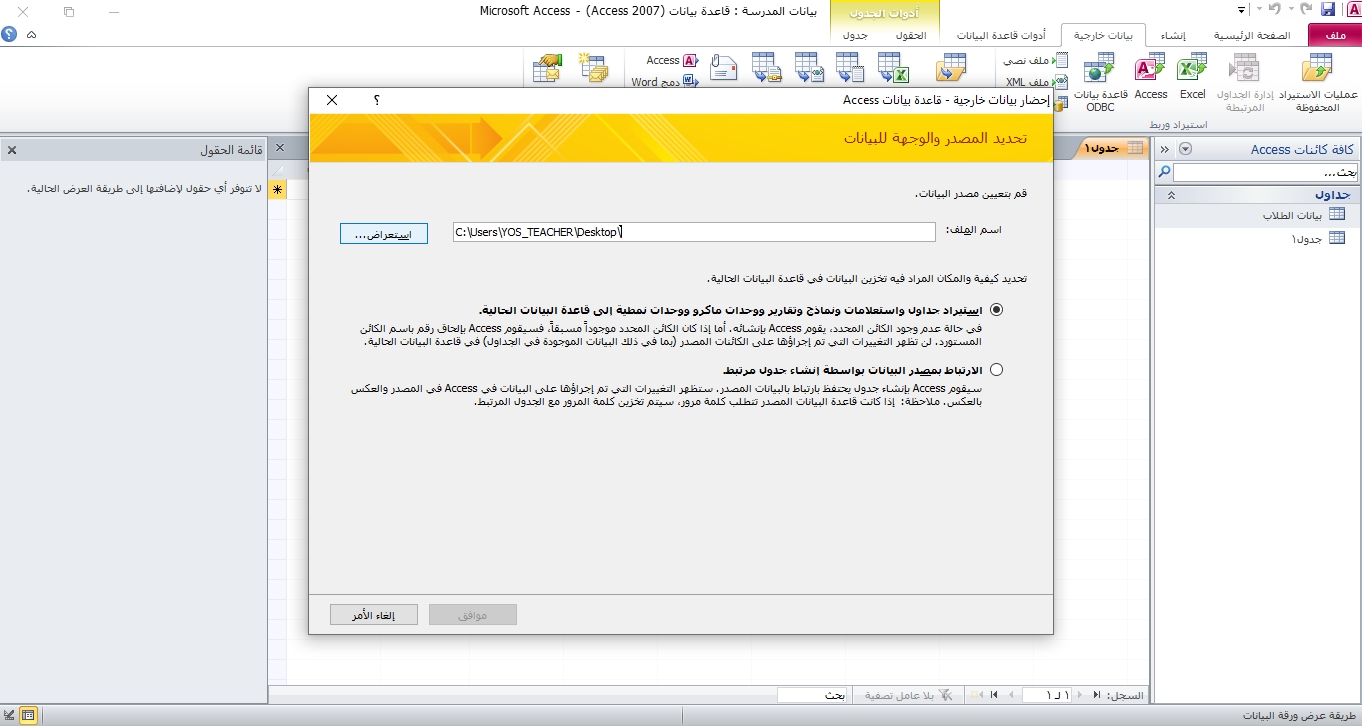 بيانات المدرسة : قاعدة بيانات (Access 2007) - Microsoft Access
أدوات الجدول
ملف
الصفحة الرئيسية
إنشاء
بيانات خارجية
أدوات قاعدة البيانات
الحقول
جدول
عمليات الاستيراد المحفوظة
إدارة الجداول المرتبطة
Excel
Access
قاعدة بيانات ODBC
ملف نصي
ملف XML
استيراد وربط
Access
دمج Word
كافة كائنات Access
بحث...
جداول
بيانات الطلاب
جدول١
جدول١
قائمة الحقول
لا تتوفر أي حقول لإضافتها إلى طريقة العرض الحالية.
إحضار بيانات خارجية - قاعدة بيانات Access
؟
تحديد المصدر والوجهة للبيانات
قم بتعيين مصدر البيانات.
اسم الملف:
C:\Users\YOS_TEACHER\Desktop\
استعراض...
تحديد كيفية والمكان المراد فيه تخزين البيانات في قاعدة البيانات الحالية.
استيراد جداول واستعلامات ونماذج وتقارير ووحدات ماكرو ووحدات نمطية إلى قاعدة البيانات الحالية.
في حالة عدم وجود الكائن المحدد، يقوم Access بإنشائه. أما إذا كان الكائن المحدد موجوداً مسبقاً، فسيقوم Access بإلحاق رقم باسم الكائن
المستورد. لن تظهر التغييرات التي تم إجراؤها على الكائنات المصدر (بما في ذلك البيانات الموجودة في الجداول) في قاعدة البيانات الحالية.
الارتباط بمصدر البيانات بواسطة إنشاء جدول مرتبط.
سيقوم Access بإنشاء جدول يحتفظ بارتباط بالبيانات المصدر. ستظهر التغييرات التي تم إجراؤها على البيانات في Access في المصدر والعكس
بالعكس. ملاحظة: إذا كانت قاعدة البيانات المصدر تتطلب كلمة مرور، سيتم تخزين كلمة المرور مع الجدول المرتبط.
موافق
إلغاء الأمر
السجل:
١ لـ ١
بلا عامل تصفية
بحث
طريقة عرض ورقة البيانات